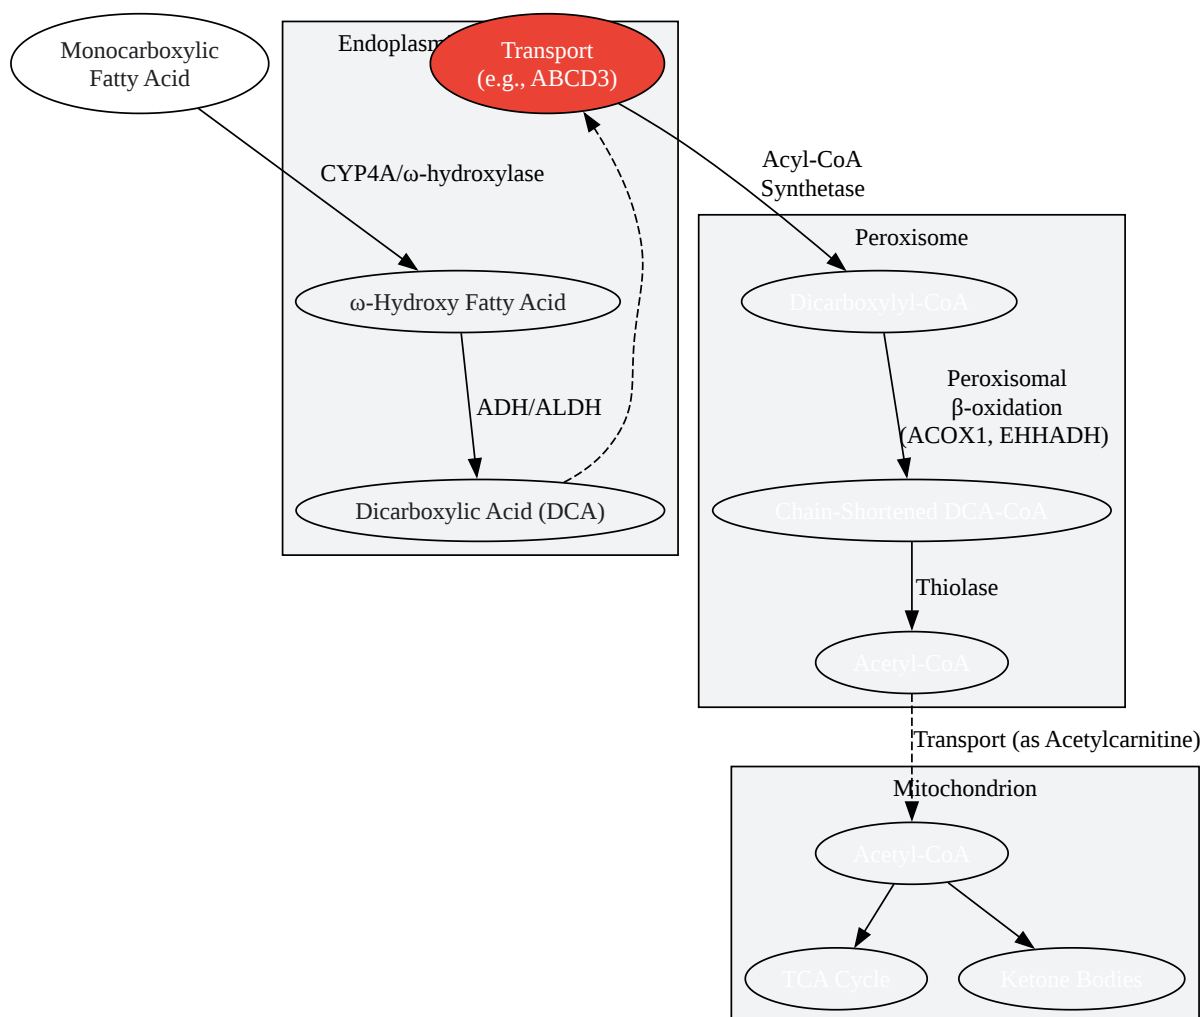 Monocarboxylic
Fatty Acid
Endoplasmi
Transport
(e.g., ABCD3)
CYP4A/ω-hydroxylase
Acyl-CoA
Synthetase
Peroxisome
ω-Hydroxy Fatty Acid
Dicarboxylyl-CoA
ADH/ALDH
Peroxisomal
β-oxidation
(ACOX1, EHHADH)
Dicarboxylic Acid (DCA)
Chain-Shortened DCA-CoA
Thiolase
Acetyl-CoA
Transport (as Acetylcarnitine)
Mitochondrion
Acetyl-CoA
TCA Cycle
Ketone Bodies